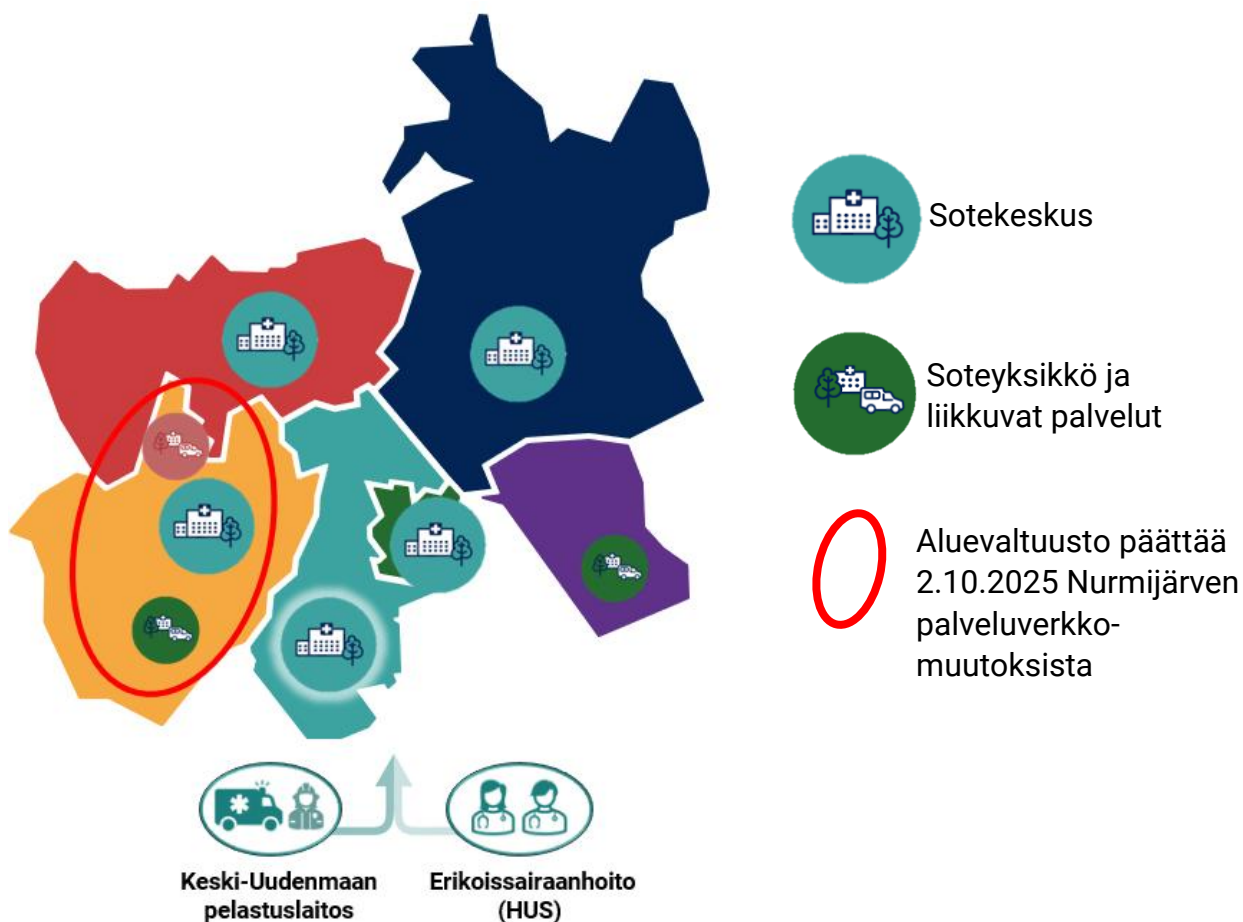 Sotekeskus
Soteyksikkö ja
liikkuvat palvelut
Aluevaltuusto päättää
2.10.2025 Nurmijärven
palveluverkko-
muutoksista
Keski-Uudenmaan
pelastuslaitos
Erikoissairaanhoito
(HUS)